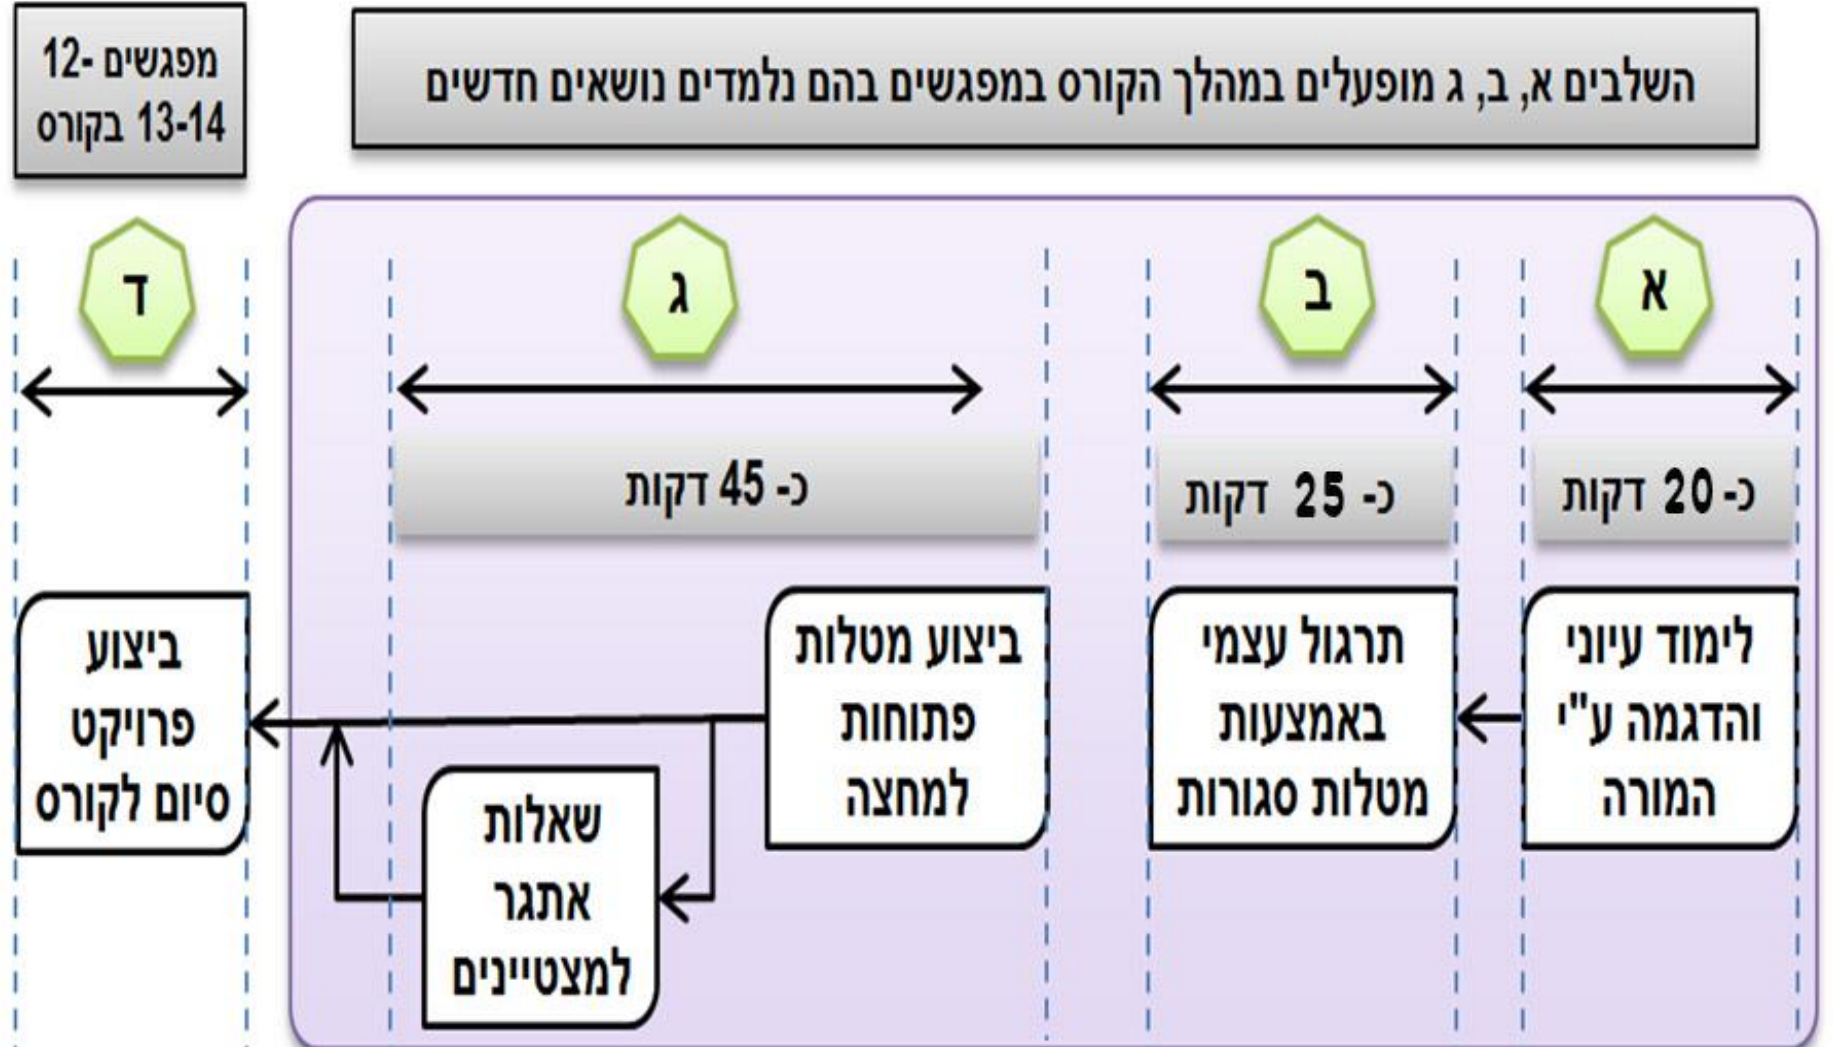 השלבים א, ב, ג מופעלים במהלך הקורס במפגשים בהם נלמדים נושאים חדשים
מפגשים 12-
13-14 בקורס
א
ב
ג
ד
כ- 20 דקות
כ- 25 דקות
כ- 45 דקות
לימוד עיוני
והדגמה ע"י
המורה
תרגול עצמי
באמצעות
מטלות סגורות
ביצוע מטלות
פתוחות
למחצה
שאלות
אתגר
למצטיינים
ביצוע
פרויקט
סיום לקורס